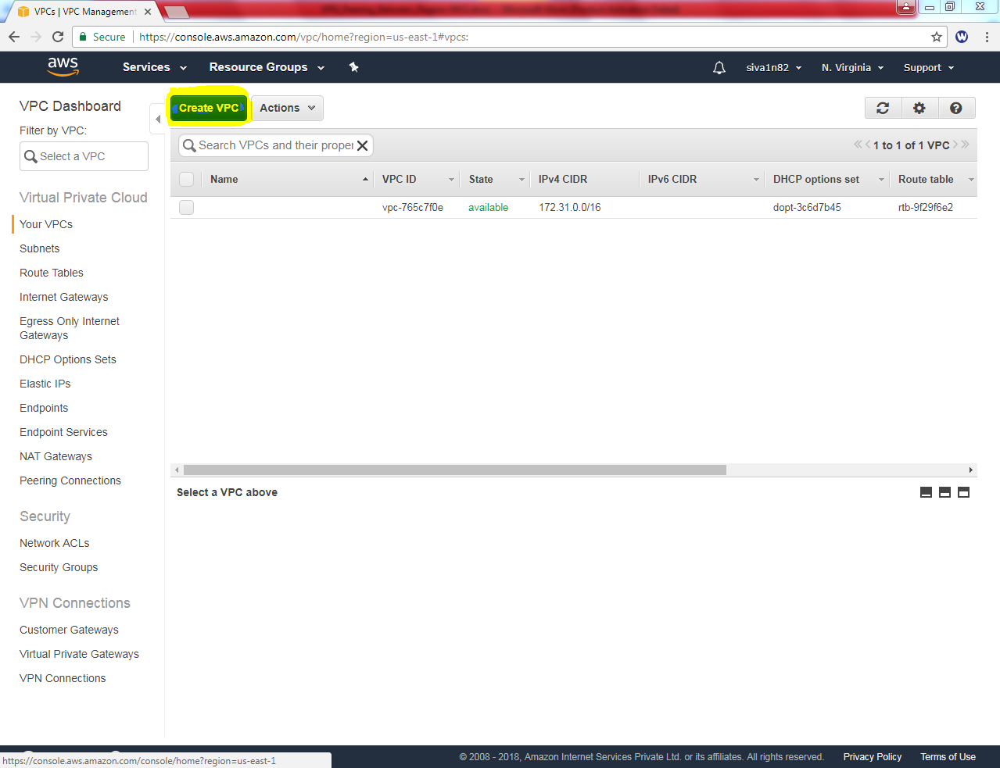 VPCs | VPC Management
Secure
https://console.aws.amazon.com/vpc/home?region=us-east-1#vpcs:
W
aws
Services
Resource Groups
siva1n82
N. Virginia
Support
VPC Dashboard
Filter by VPC:
Select a VPC
Virtual Private Cloud
Your VPCs
Subnets
Route Tables
Internet Gateways
Egress Only Internet
Gateways
DHCP Options Sets
Elastic IPs
Endpoints
Endpoint Services
NAT Gateways
Peering Connections
Security
Network ACLs
Security Groups
VPN Connections
Customer Gateways
Virtual Private Gateways
VPN Connections
Create VPC
Actions
Search VPCs and their proper
1 to 1 of 1 VPC
Name VPC ID State IPv4 CIDR IPv6 CIDR DHCP options set Route table
vpc-765c7f0e available 172.31.0.0/16 dopt-3c6d7b45 rtb-9f29f6e2
Select a VPC above
https://console.aws.amazon.com/console/home?region=us-east-1
© 2008 - 2018, Amazon Internet Services Private Ltd. or its affiliates. All rights reserved.
Privacy Policy
Terms of Use